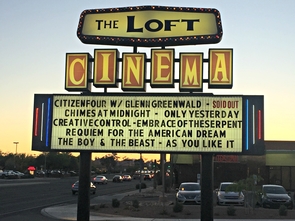 THE LOFT
CINEMA
CITIZENFOUR W/ GLENN GREENWALD - SOLD OUT
CHIMES AT MIDNIGHT - ONLY YESTERDAY
CREATIVE CONTROL - EMBRACE OF THE SERPENT
REQUIEM FOR THE AMERICAN DREAM
THE BOY & THE BEAST - AS YOU LIKE IT